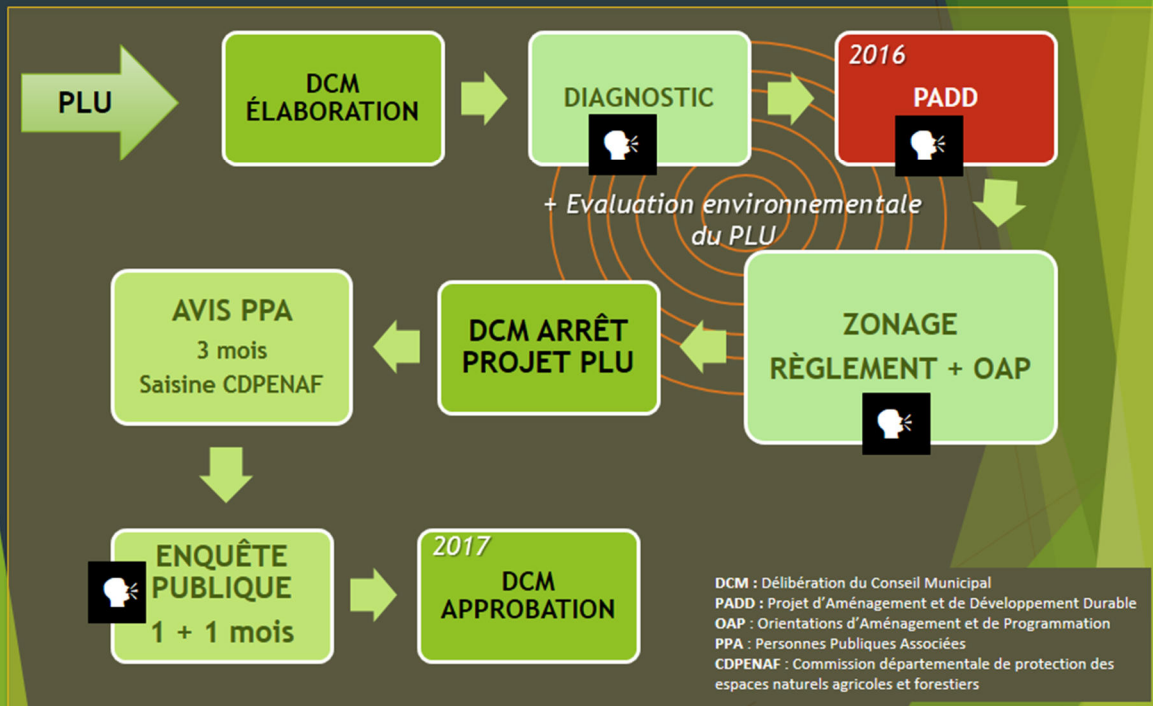 PLU
DCM
ÉLABORATION
DIAGNOSTIC
2016
PADD
+ Evaluation environnementale
du PLU
ZONAGE
RÈGLEMENT + OAP
DCM ARRÊT
PROJET PLU
AVIS PPA
3 mois
Saisine CDPENAF
ENQUÊTE
PUBLIQUE
1 + 1 mois
2017
DCM
APPROBATION
DCM : Délibération du Conseil Municipal
PADD : Projet d’Aménagement et de Développement Durable
OAP : Orientations d’Aménagement et de Programmation
PPA : Personnes Publiques Associées
CDPENAF : Commission départementale de protection des
espaces naturels agricoles et forestiers